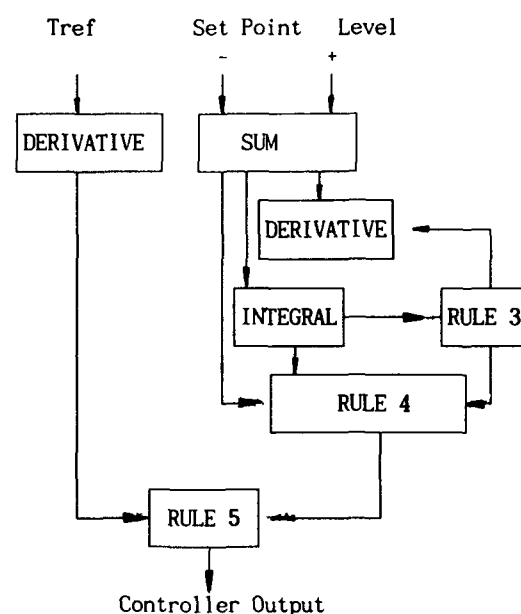 Tref Set Point Level
- +
DERIVATIVE SUM
DERIVATIVE
INTEGRAL RULE 3
RULE 4
RULE 5
Controller Output